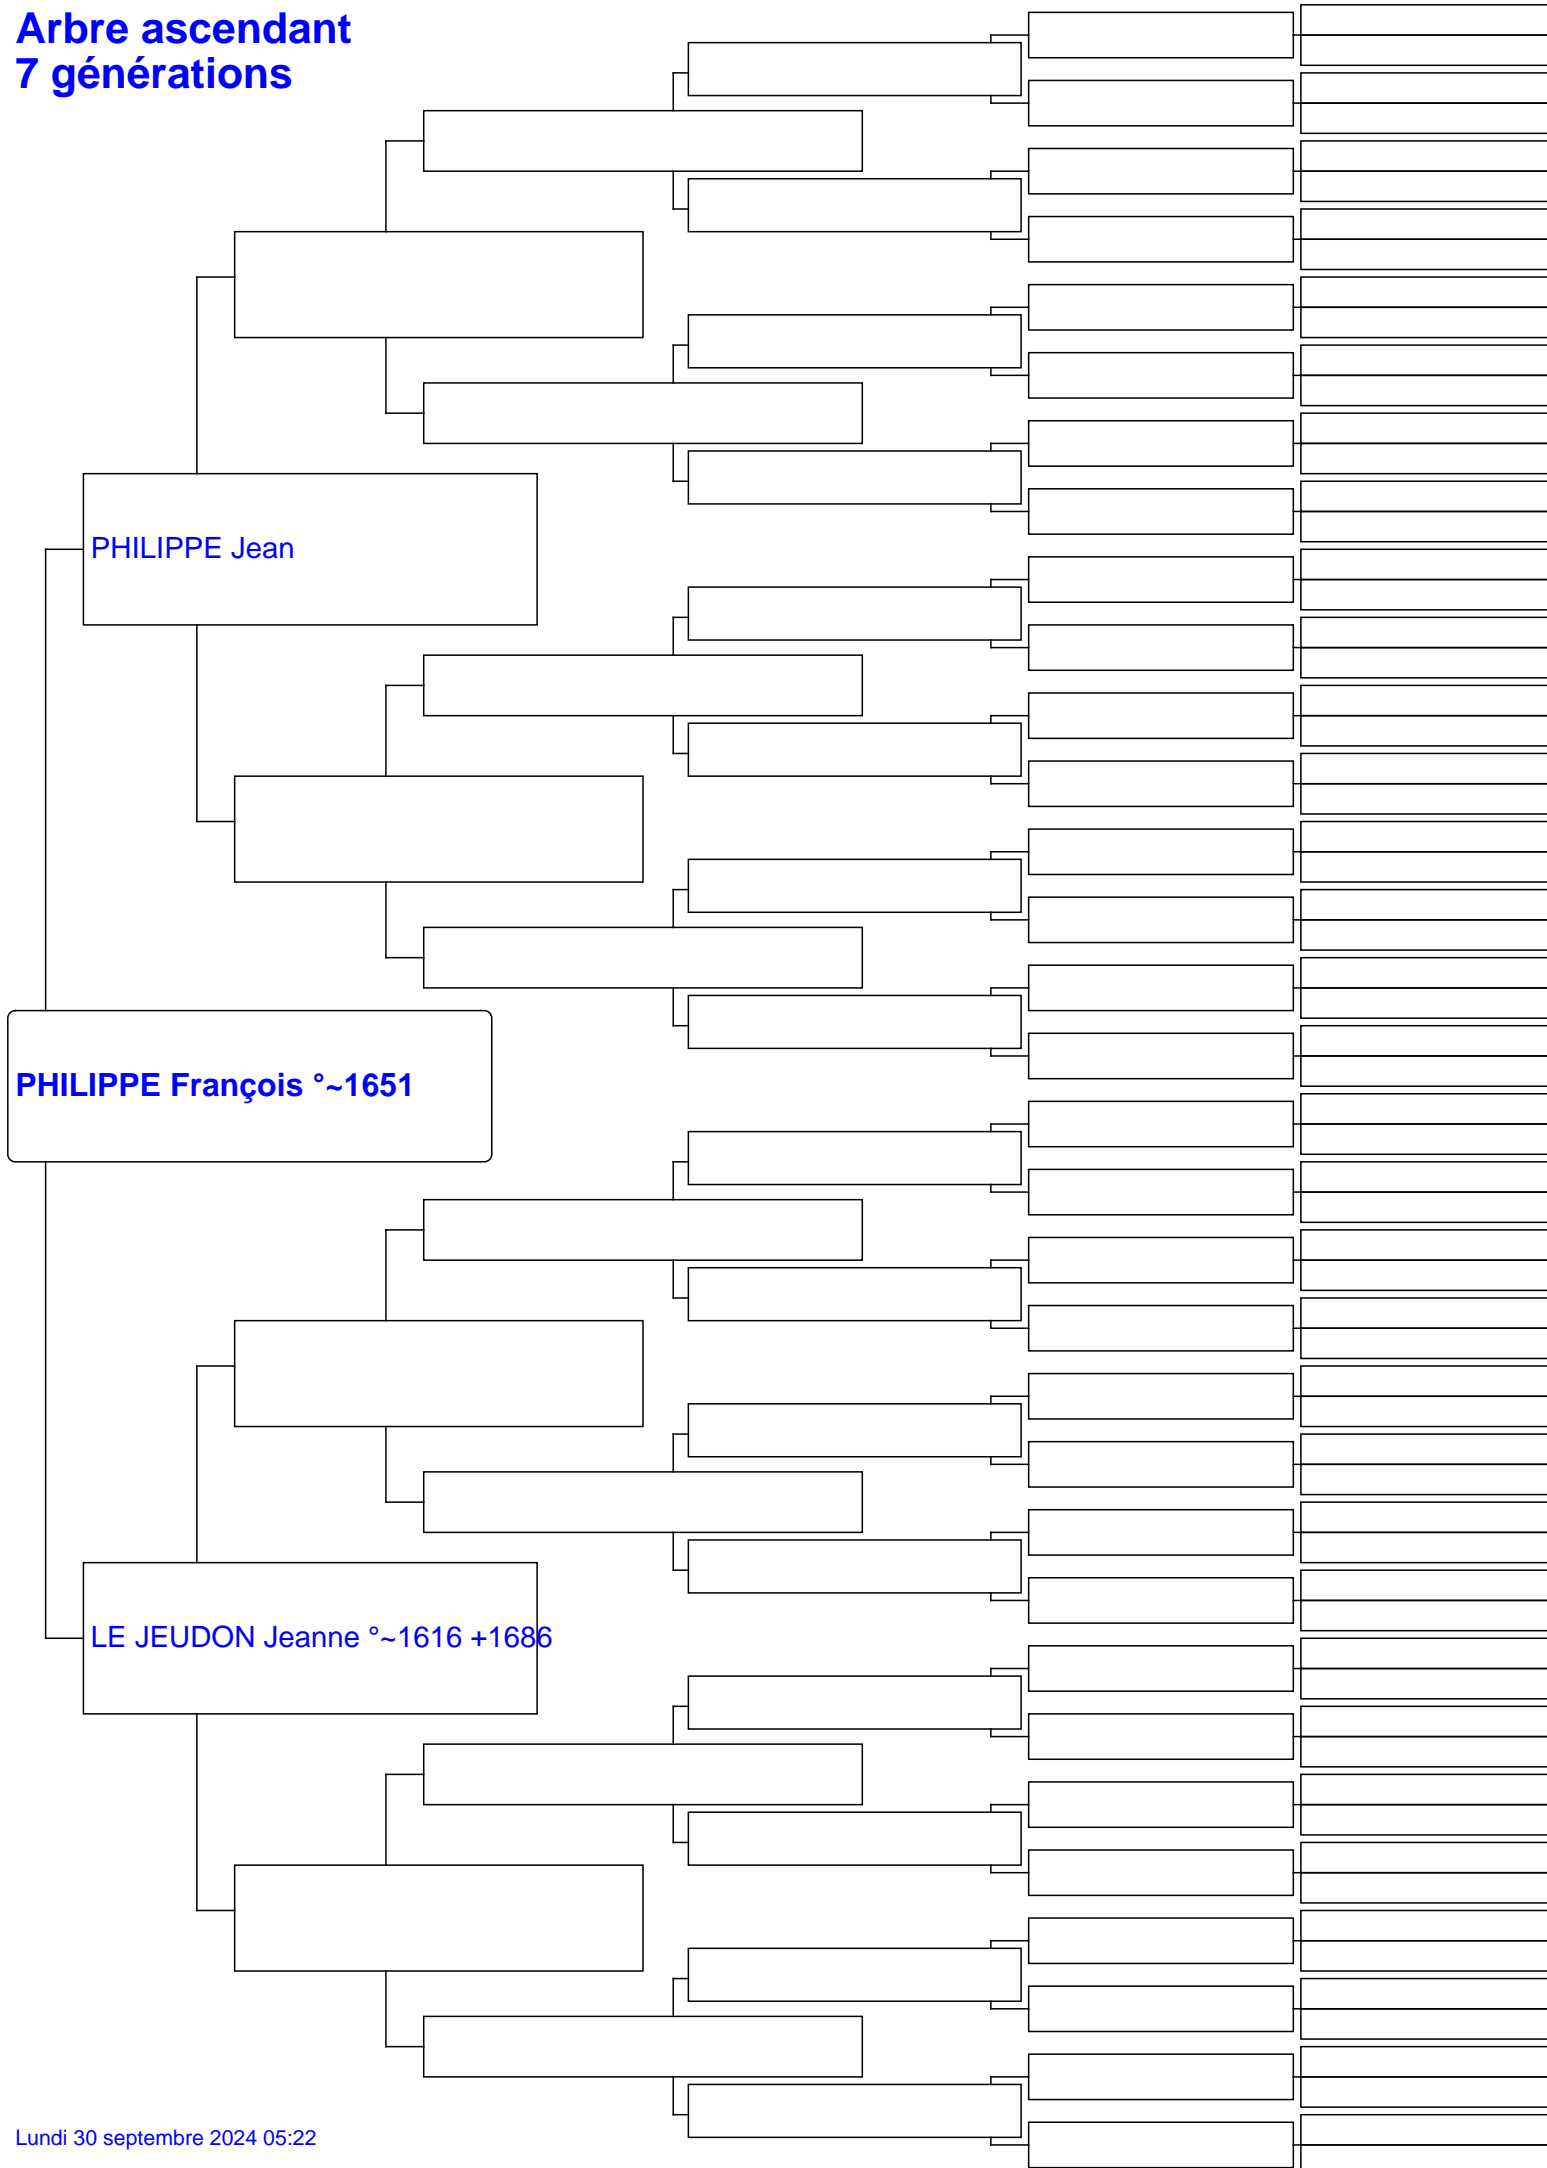 Arbre ascendant
7 générations
PHILIPPE Jean
PHILIPPE François °~1651
LE JEUDON Jeanne °~1616 +1686
Lundi 30 septembre 2024 05:22